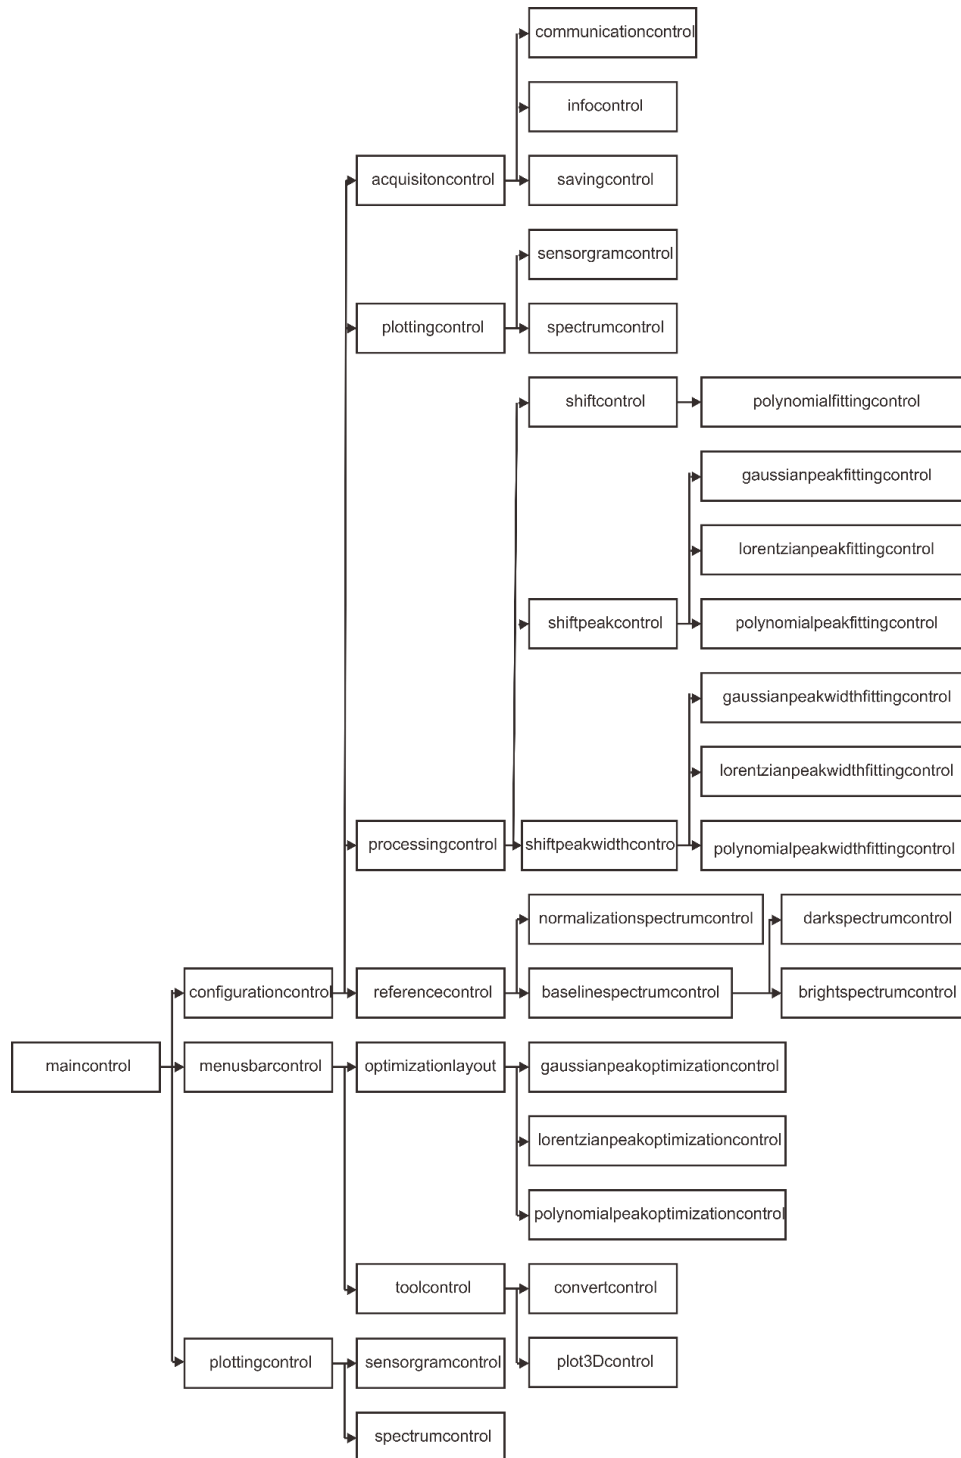 communicationcontrol
infocontrol
acquisitoncontrol
savingcontrol
sensorgramcontrol
plottingcontrol
spectrumcontrol
shiftcontrol
polynomialfittingcontrol
gaussianpeakfittingcontrol
lorentzianpeakfittingcontrol
shiftpeakcontrol
polynomialpeakfittingcontrol
gaussianpeakwidthfittingcontrol
lorentzianpeakwidthfittingcontrol
processingcontrol
shiftpeakwidthcontro
polynomialpeakwidthfittingcontrol
normalizationspectrumcontrol
darkspectrumcontrol
configurationcontrol
referencecontrol
baselinespectrumcontrol
brightspectrumcontrol
maincontrol
menusbarcontrol
optimizationlayout
gaussianpeakoptimizationcontrol
lorentzianpeakoptimizationcontrol
polynomialpeakoptimizationcontrol
toolcontrol
convertcontrol
plottingcontrol
sensorgramcontrol
plot3Dcontrol
spectrumcontrol